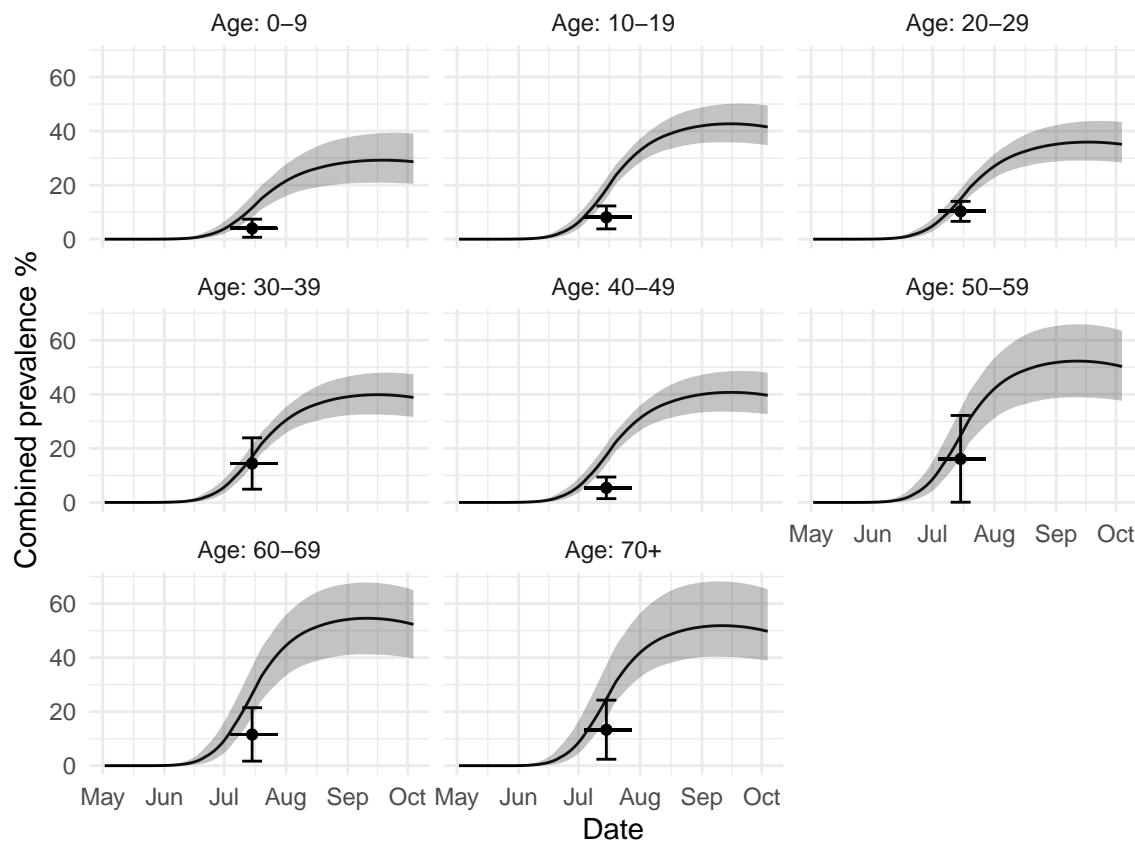 Combined prevalence %
Age: 0–9
Age: 10–19
Age: 20–29
60
40
20
0
Age: 30–39
Age: 40–49
Age: 50–59
60
40
20
0
May Jun Jul Aug Sep Oct
Age: 60–69
Age: 70+
60
40
20
0
May Jun Jul Aug Sep Oct
May Jun Jul Aug Sep Oct
Date